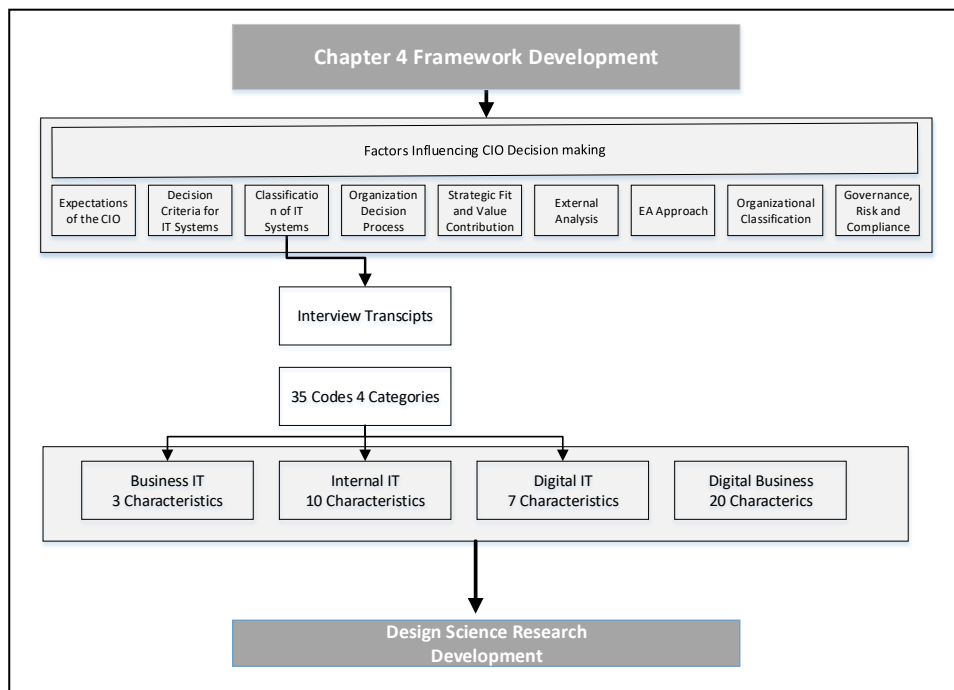 Chapter 4 Framework Development
Factors Influencing CIO Decision making
Expectations
of the CIO
Decision
Criteria for
IT Systems
Classificatio
n of IT
Systems
Organization
Decision
Process
Strategic Fit
and Value
Contribution
External
Analysis
EA Approach
Organizational
Classification
Governance,
Risk and
Compliance
Interview Transcipts
35 Codes 4 Categories
Business IT
3 Characteristics
Internal IT
10 Characteristics
Digital IT
7 Characteristics
Digital Business
20 Characterics
Design Science Research
Development